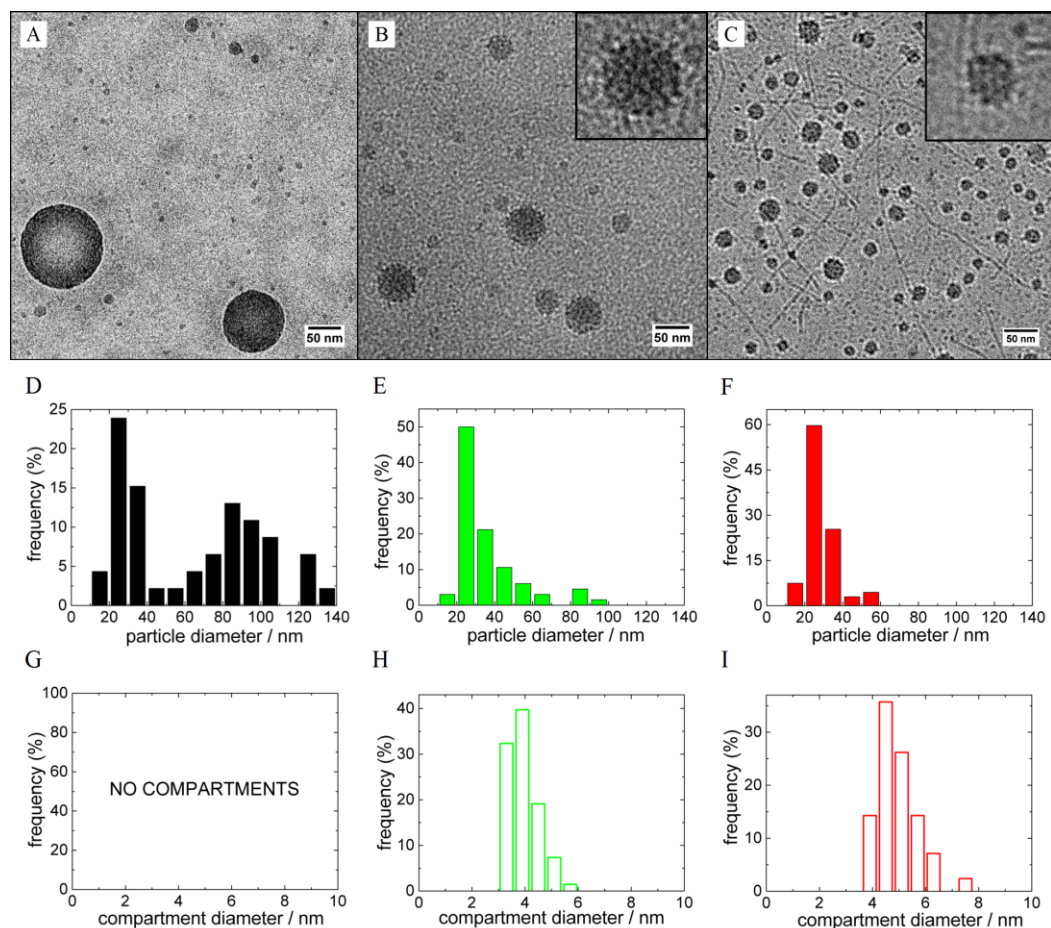 A
B
C
50 nm
50 nm
50 nm
D
E
F
25
20
15
10
5
0
frequency (%)
20 40 60 80 100 120 140
particle diameter / nm
50
40
30
20
10
0
frequency (%)
20 40 60 80 100 120 140
particle diameter / nm
60
45
30
15
0
frequency (%)
20 40 60 80 100 120 140
particle diameter / nm
G
H
I
100
80
60
40
20
0
frequency (%)
NO COMPARTMENTS
0 2 4 6 8 10
compartment diameter / nm
40
30
20
10
0
frequency (%)
0 2 4 6 8 10
compartment diameter / nm
30
20
10
0
frequency (%)
0 2 4 6 8 10
compartment diameter / nm